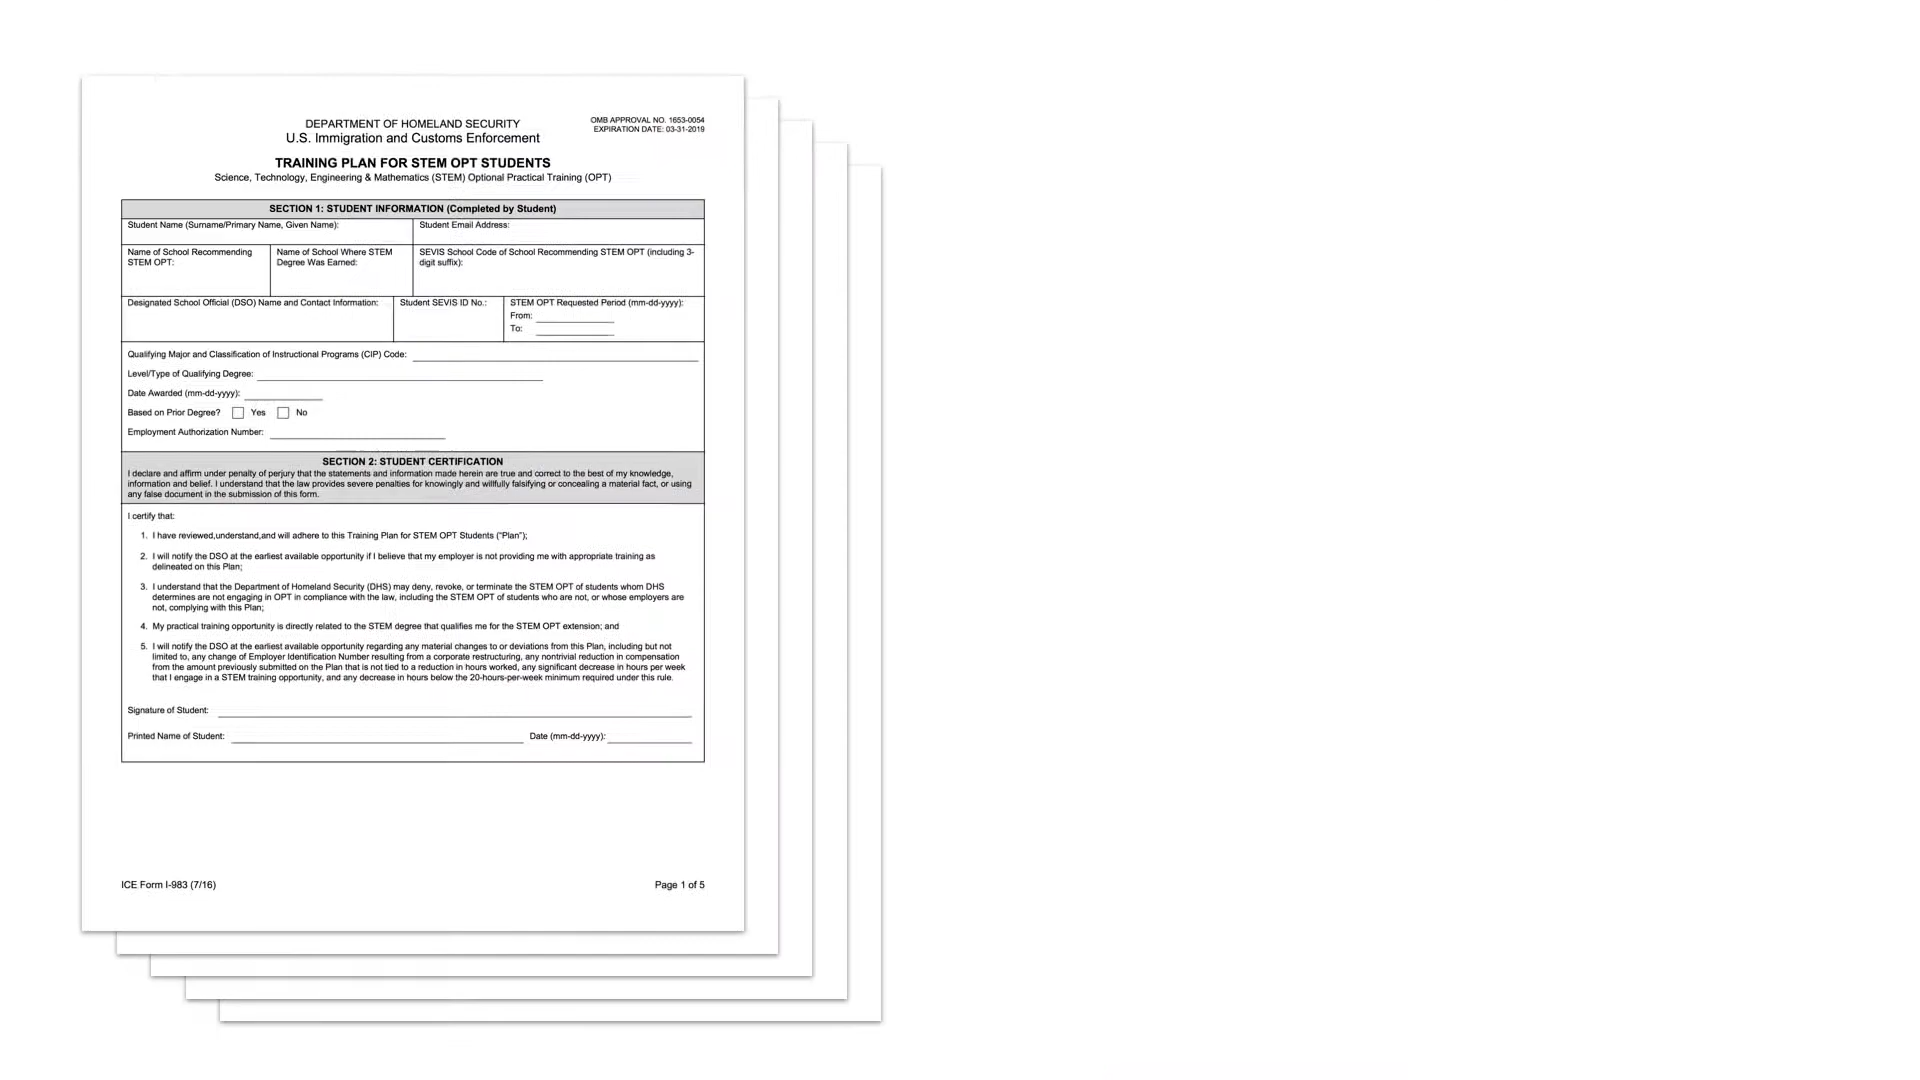 DEPARTMENT OF HOMELAND SECURITY
U.S. Immigration and Customs Enforcement
OMB APPROVAL NO. 1653-0054
EXPIRATION DATE: 03-31-2019
TRAINING PLAN FOR STEM OPT STUDENTS
Science, Technology, Engineering & Mathematics (STEM) Optional Practical Training (OPT)
SECTION 1: STUDENT INFORMATION (Completed by Student)
Student Name (Surname/Primary Name, Given Name):
Student Email Address:
Name of School Recommending
STEM OPT:
Name of School Where STEM
Degree Was Earned:
SEVIS School Code of School Recommending STEM OPT (including 3-
digit suffix):
Designated School Official (DSO) Name and Contact Information:
Student SEVIS ID No.:
STEM OPT Requested Period (mm-dd-yyyy):
From:
To:
Qualifying Major and Classification of Instructional Programs (CIP) Code:
Level/Type of Qualifying Degree:
Date Awarded (mm-dd-yyyy):
Based on Prior Degree? Yes No
Employment Authorization Number:
SECTION 2: STUDENT CERTIFICATION
I declare and affirm under penalty of perjury that the statements and information made herein are true and correct to the best of my knowledge,
information and belief. I understand that the law provides severe penalties for knowingly and willfully falsifying or concealing a material fact, or using
any false document in the submission of this form.
I certify that:
1. I have reviewed,understand,and will adhere to this Training Plan for STEM OPT Students ("Plan");
2. I will notify the DSO at the earliest available opportunity if I believe that my employer is not providing me with appropriate training as
delineated on this Plan;
3. I understand that the Department of Homeland Security (DHS) may deny, revoke, or terminate the STEM OPT of students whom DHS
determines are not engaging in OPT in compliance with the law, including the STEM OPT of students who are not, or whose employers are
not, complying with this Plan;
4. My practical training opportunity is directly related to the STEM degree that qualifies me for the STEM OPT extension; and
5. I will notify the DSO at the earliest available opportunity regarding any material changes to or deviations from this Plan, including but not
limited to, any change of Employer Identification Number resulting from a corporate restructuring, any nontrivial reduction in compensation
from the amount previously submitted on the Plan that is not tied to a reduction in hours worked, any significant decrease in hours per week
that I engage in a STEM training opportunity, and any decrease in hours below the 20-hours-per-week minimum required under this rule.
Signature of Student:
Printed Name of Student:
Date (mm-dd-yyyy):
ICE Form I-983 (7/16)
Page 1 of 5